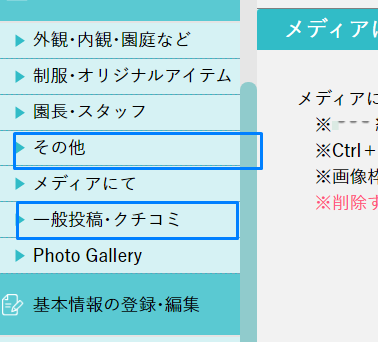 外観・内観・園庭など
制服・オリジナルアイテム
園長・スタッフ
その他
メディアにて
一般投稿・クチコミ
Photo Gallery
基本情報の登録・編集
メディアに
メディアに
※
※Ctrl＋
※画像枠
※削除す